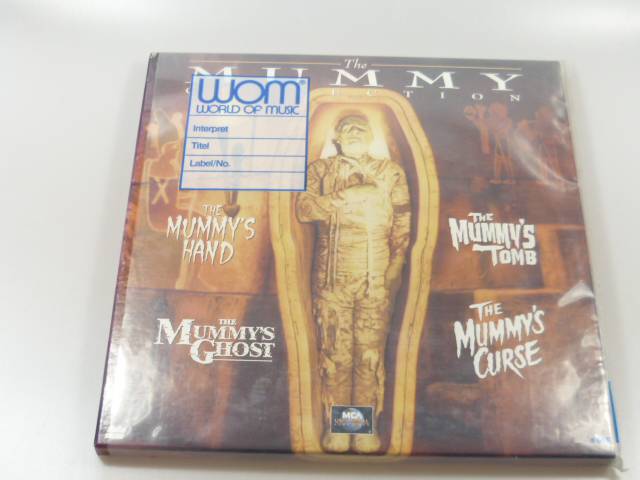 The
MUMMY
WOM®
WORLD OF MUSIC
Interpret
Titel
Label/No.
THE
MUMMY'S
HAND
THE
MUMMY'S
TOMB
THE
MUMMY'S
GHOST
THE
MUMMY'S
CURSE
MCA